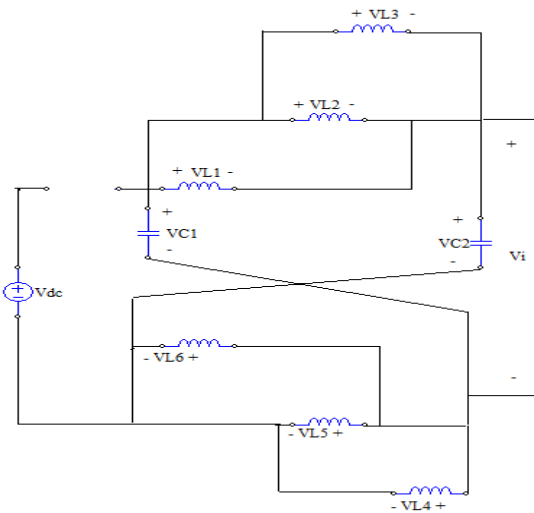 + VL3 -
+ VL2 -
+ VL1 -
+
VC1
-
+
VC2
-
+
Vi
-
+
-
Vdc
- VL6 +
- VL5 +
- VL4 +